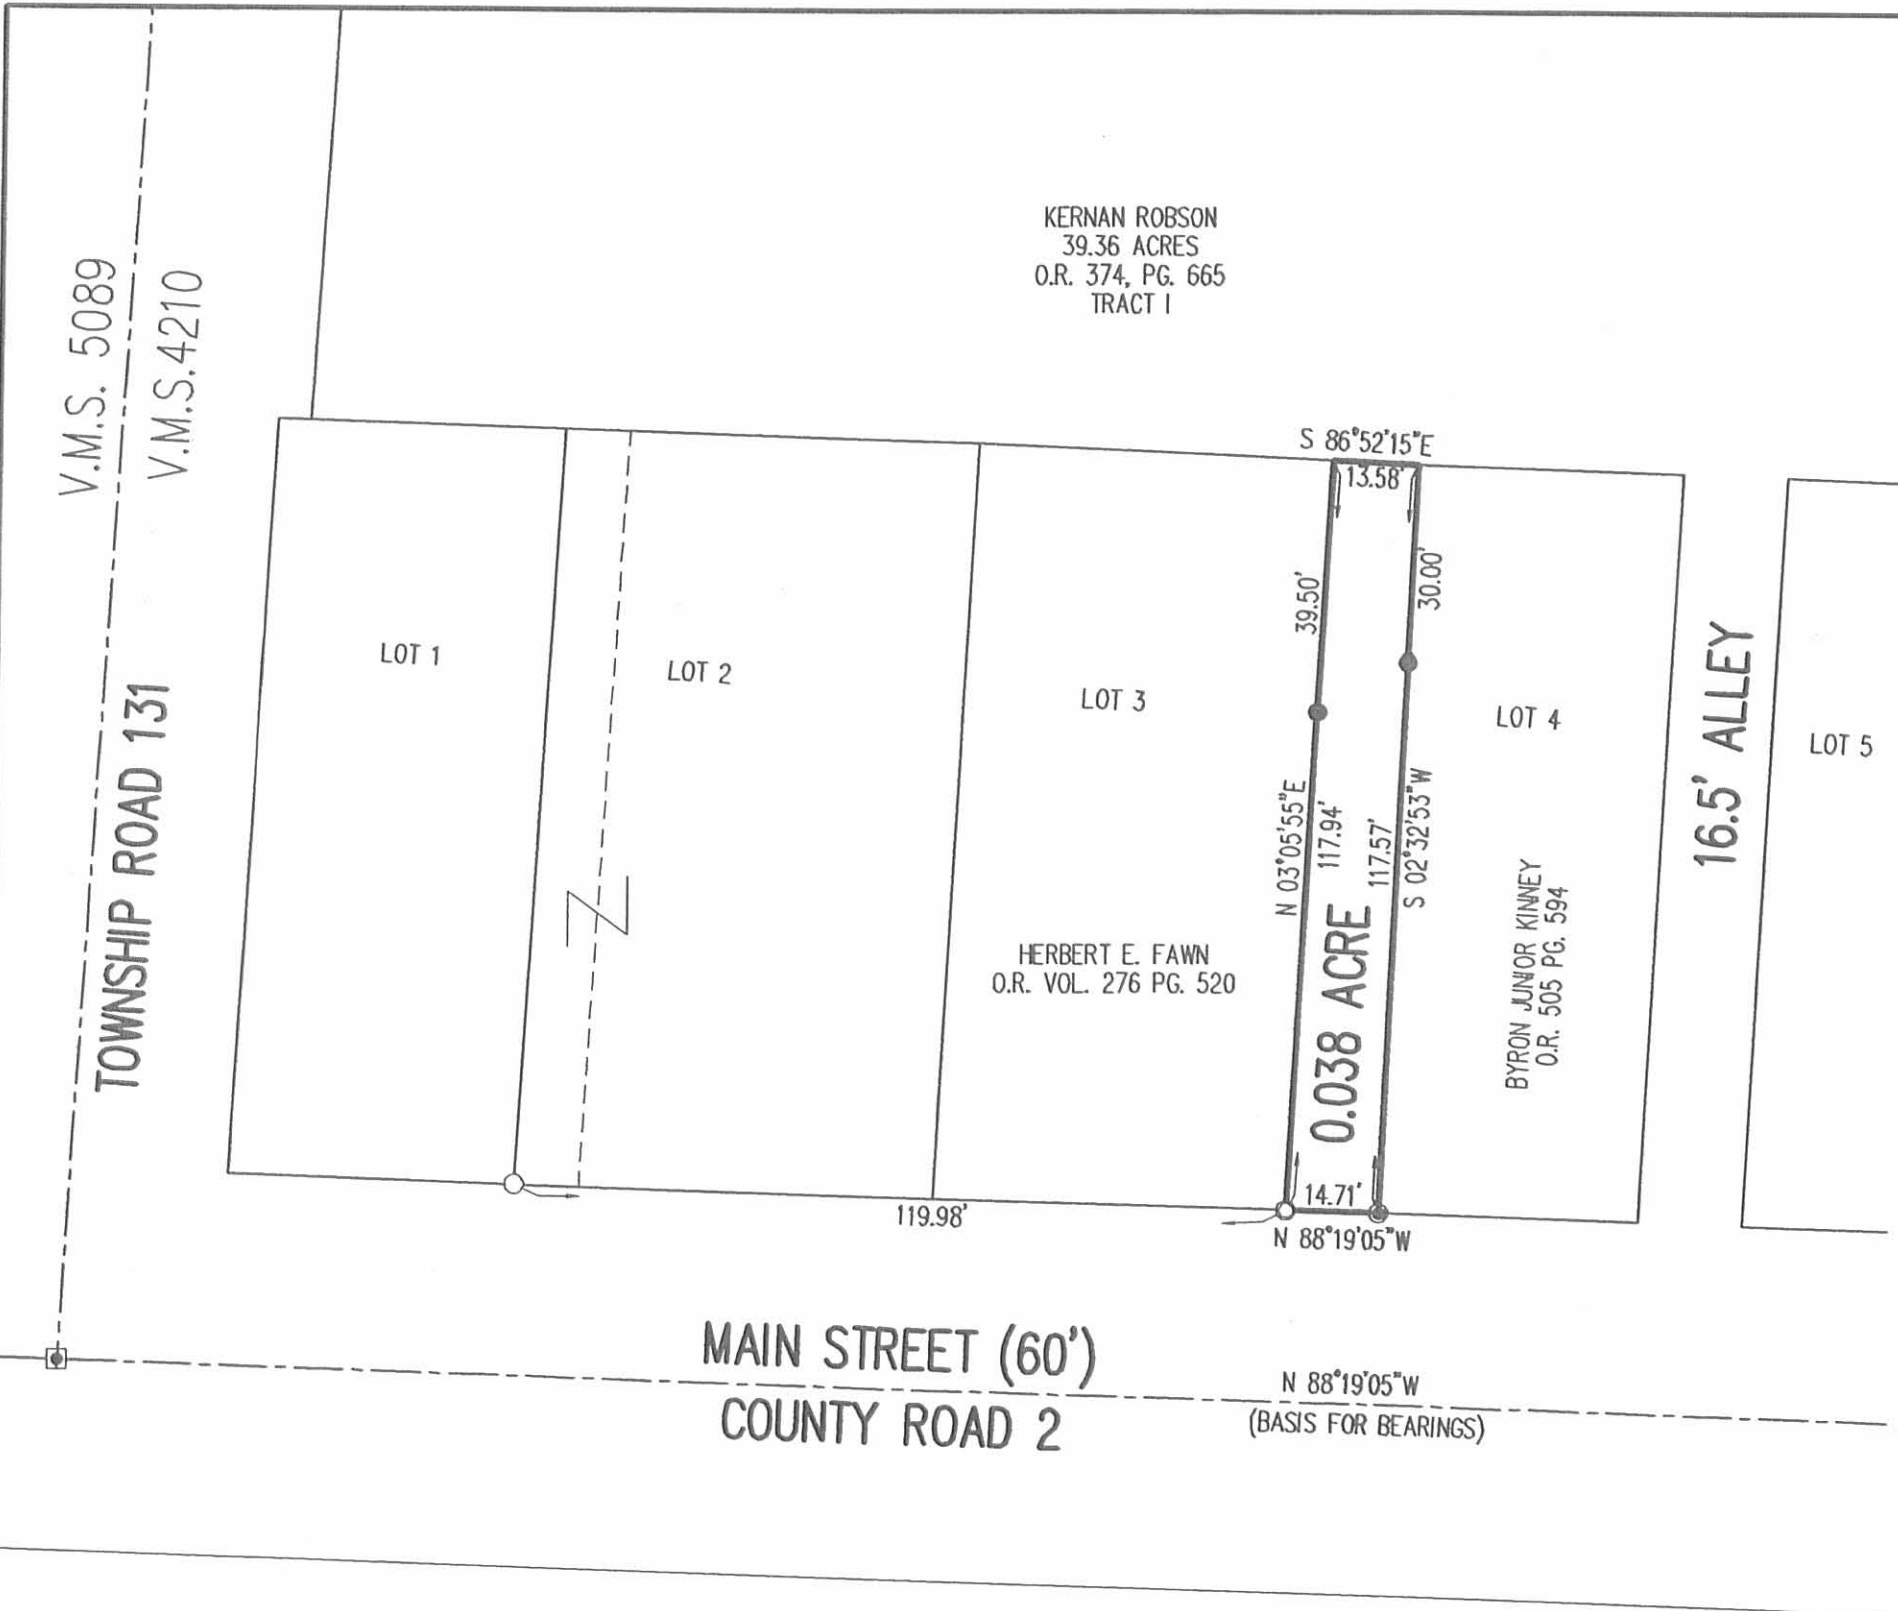 KERNAN ROBSON
39.36 ACRES
O.R. 374, PG. 665
TRACT I
V.M.S. 5089
V.M.S.4210
TOWNSHIP ROAD 131
S 86°52'15"E
13.58'
39.50'
30.00'
LOT 1
LOT 2
LOT 3
LOT 4
LOT 5
16.5' ALLEY
N 03°05'55"E
117.94'
117.57'
S 02°32'53"W
0.038 ACRE
HERBERT E. FAWN
O.R. VOL. 276 PG. 520
BYRON JUNIOR KINNEY
O.R. 505 PG. 594
14.71'
119.98'
N 88°19'05"W
MAIN STREET (60')
COUNTY ROAD 2
N 88°19'05"W
(BASIS FOR BEARINGS)